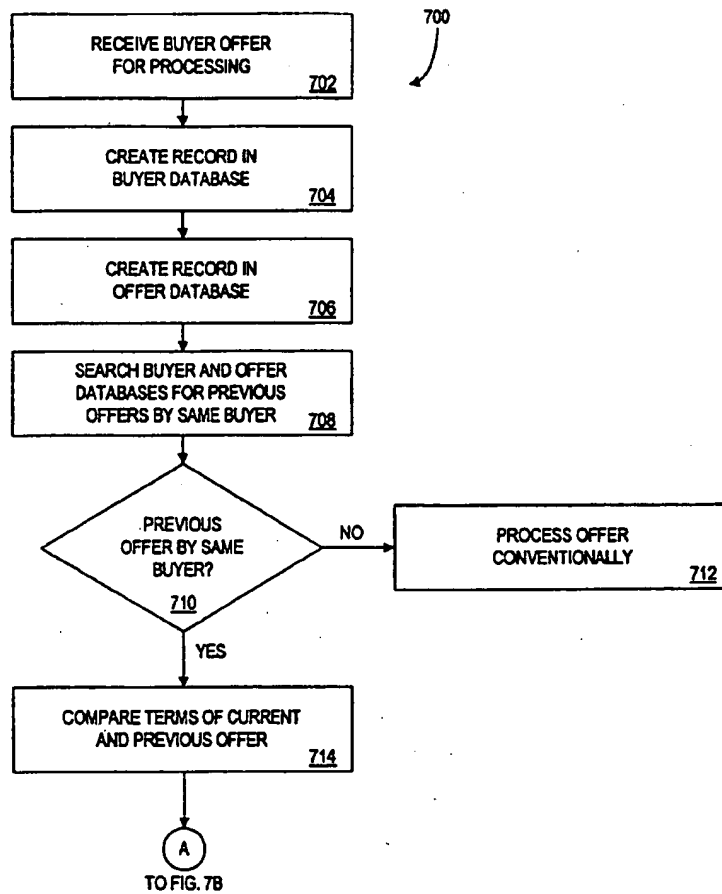 700
RECEIVE BUYER OFFER
FOR PROCESSING
702
CREATE RECORD IN
BUYER DATABASE
704
CREATE RECORD IN
OFFER DATABASE
706
SEARCH BUYER AND OFFER
DATABASES FOR PREVIOUS
OFFERS BY SAME BUYER
708
PREVIOUS
OFFER BY SAME
BUYER?
710
NO
PROCESS OFFER
CONVENTIONALLY
712
YES
COMPARE TERMS OF CURRENT
AND PREVIOUS OFFER
714
A
TO FIG. 7B